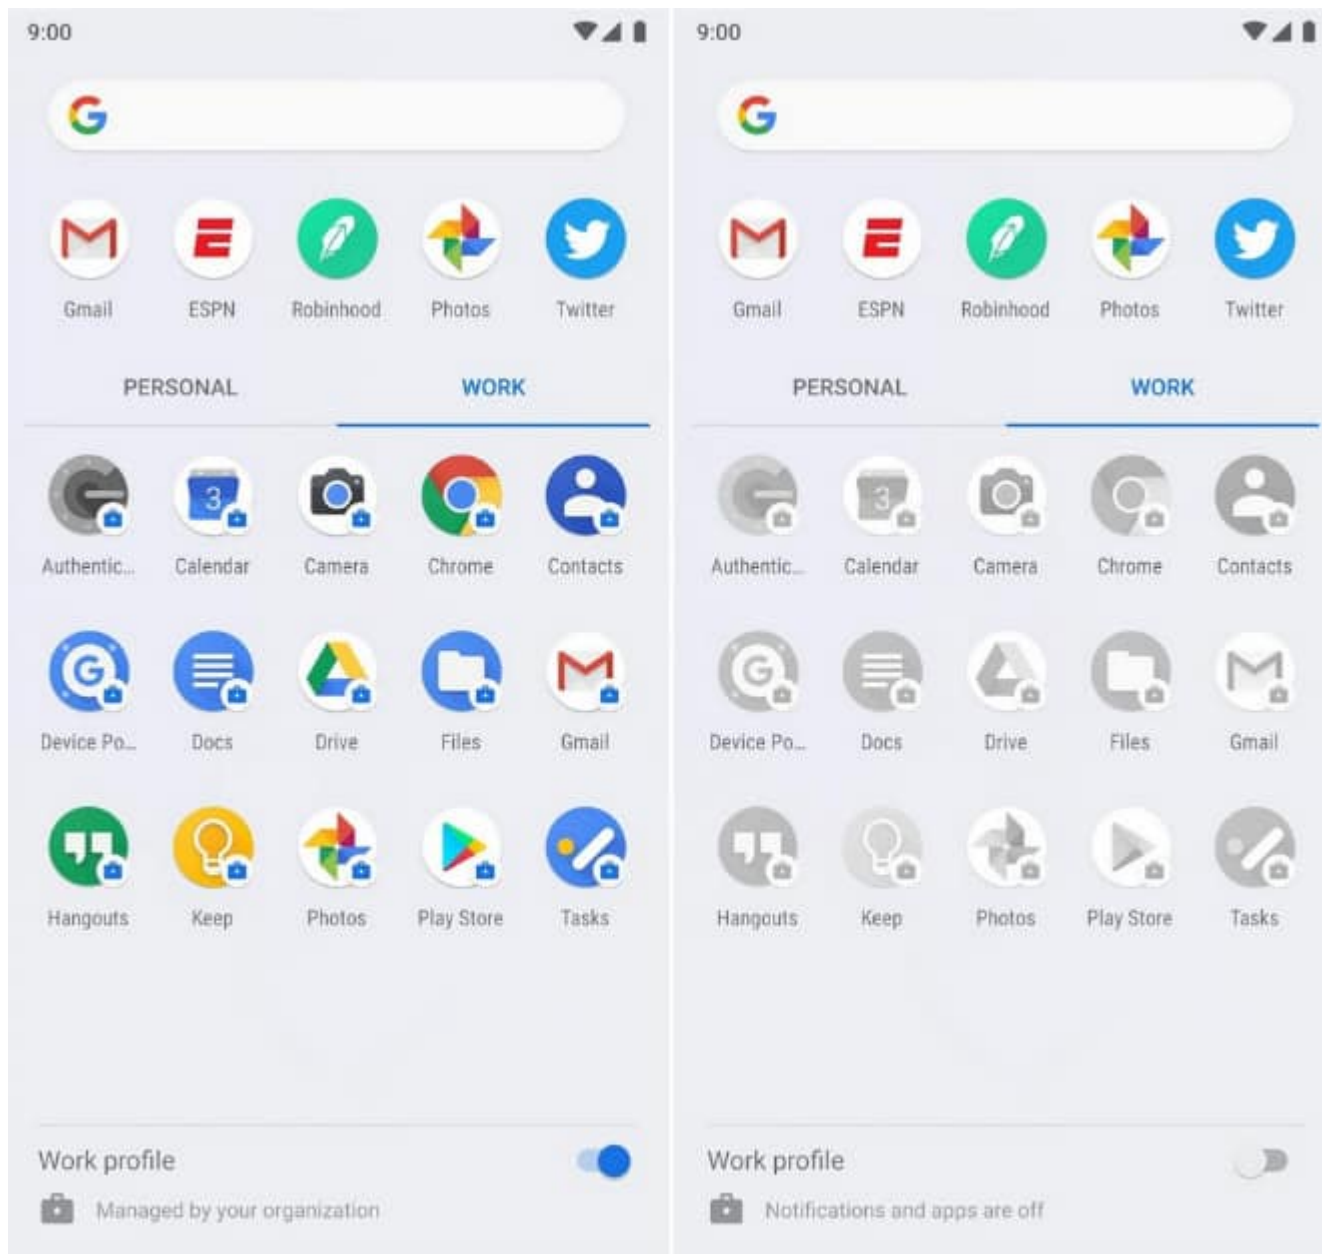 9:00
Gmail ESPN Robinhood Photos Twitter
PERSONAL WORK
3
Authentic... Calendar Camera Chrome Contacts
Device Po... Docs Drive Files Gmail
Hangouts Keep Photos Play Store Tasks
Work profile
Managed by your organization
9:00
Gmail ESPN Robinhood Photos Twitter
PERSONAL WORK
3
Authentic... Calendar Camera Chrome Contacts
Device Po... Docs Drive Files Gmail
Hangouts Keep Photos Play Store Tasks
Work profile
Notifications and apps are off